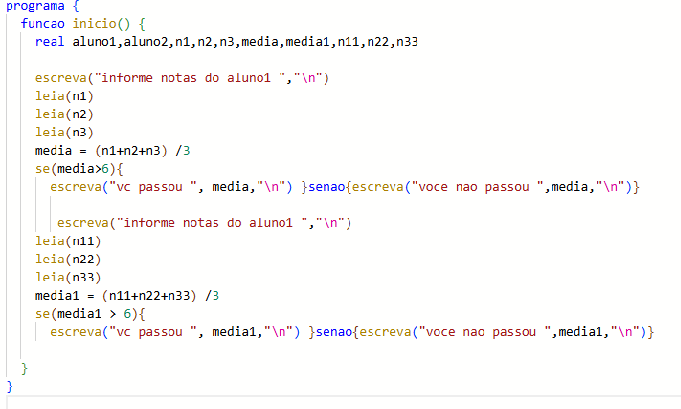 programa {
funcao inicio() {
real aluno1,aluno2,n1,n2,n3,media,media1,n11,n22,n33
escreva("informe notas do aluno1 ","\n")
leia(n1)
leia(n2)
leia(n3)
media = (n1+n2+n3) /3
se(media>6){
escreva("vc passou ", media,"\n") }senao{escreva("voce nao passou ",media,"\n")}
escreva("informe notas do aluno1 ","\n")
leia(n11)
leia(n22)
leia(n33)
media1 = (n11+n22+n33) /3
se(media1 > 6){
escreva("vc passou ", media1,"\n") }senao{escreva("voce nao passou ",media1,"\n")}
}
}